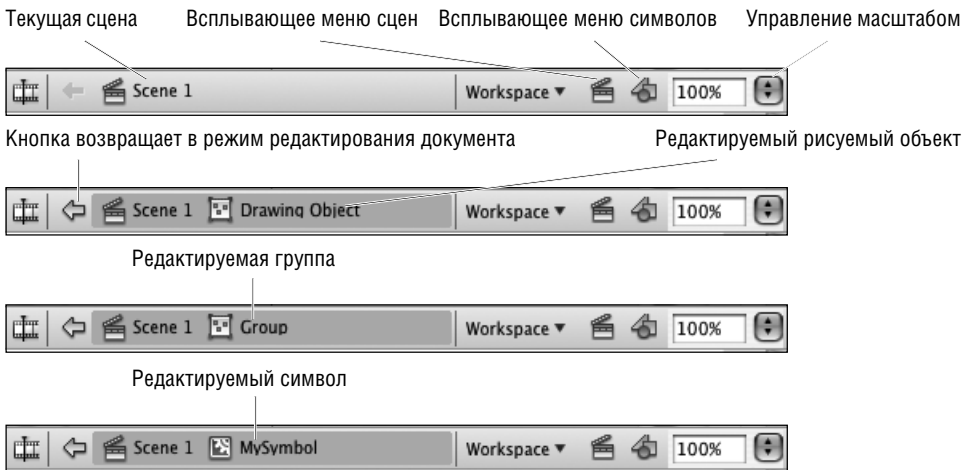 Текущая сцена Всплывающее меню сцен Всплывающее меню символов Управление масштабом
Scene 1 Workspace 100%
Кнопка возвращает в режим редактирования документа Редактируемый рисуемый объект
Scene 1 Drawing Object Workspace 100%
Редактируемая группа
Scene 1 Group Workspace 100%
Редактируемый символ
Scene 1 MySymbol Workspace 100%